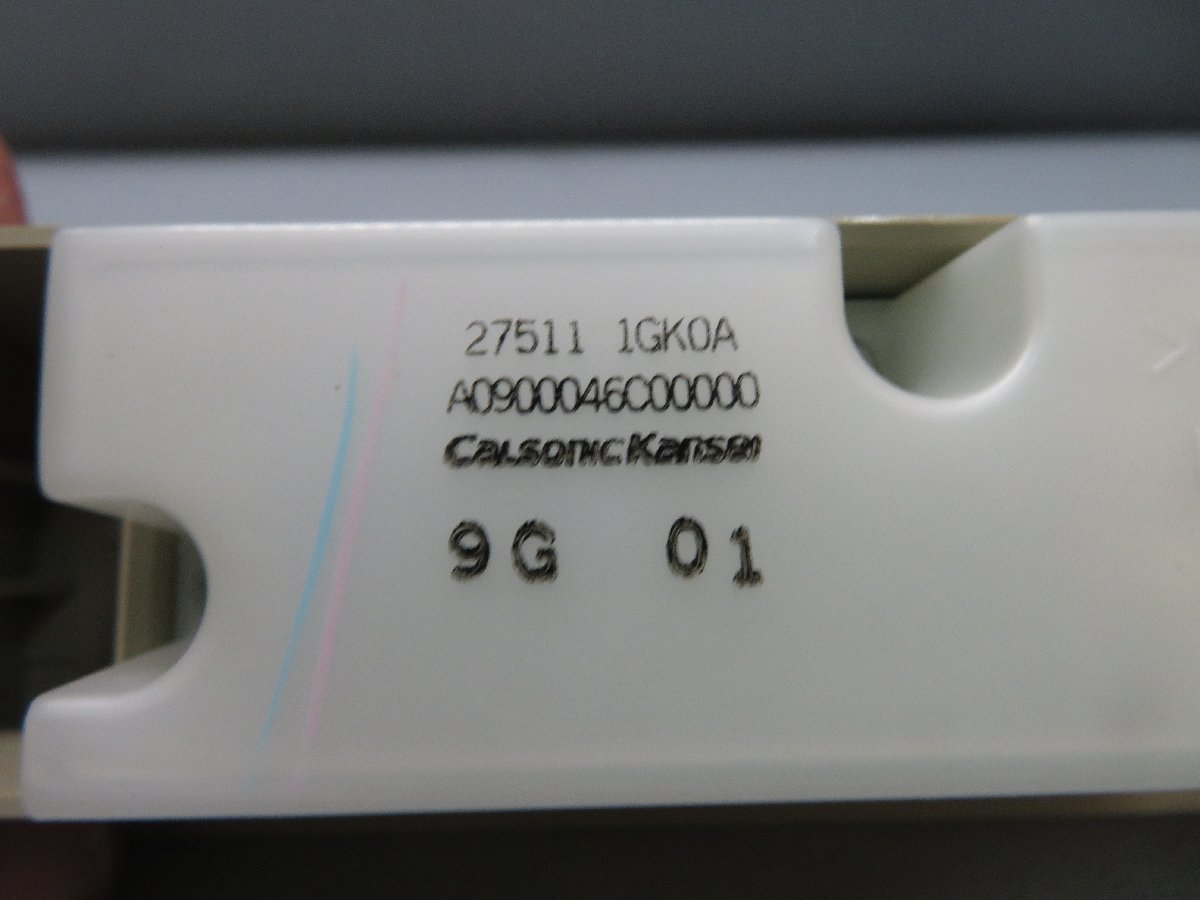 27511 1GK0A
A0900046C00000
CalsonicKansei
9G 01